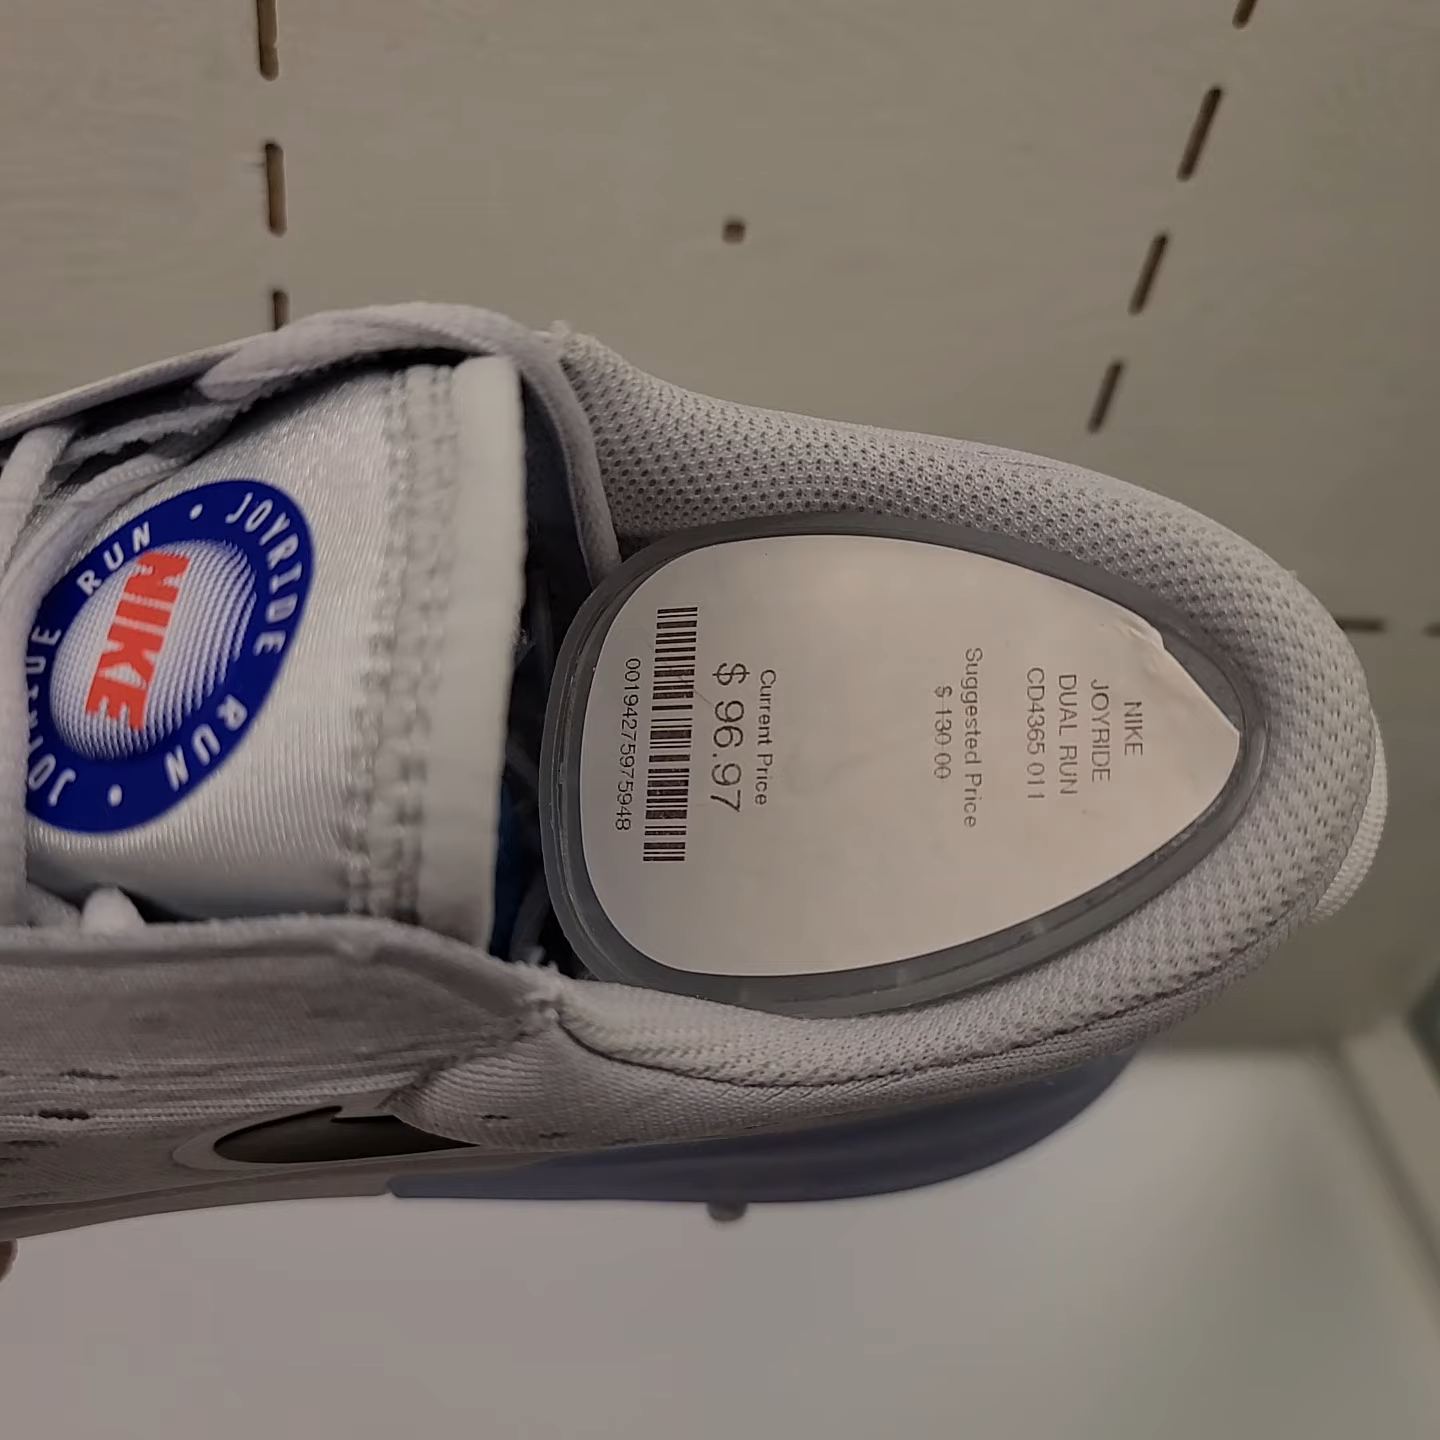 NIKE
JOYRIDE
DUAL RUN
CD4365 011
Suggested Price
$ 130.00
Current Price
$ 96.97
00194275975948
JOYRIDE RUN • JOYRIDE RUN •
NIKE